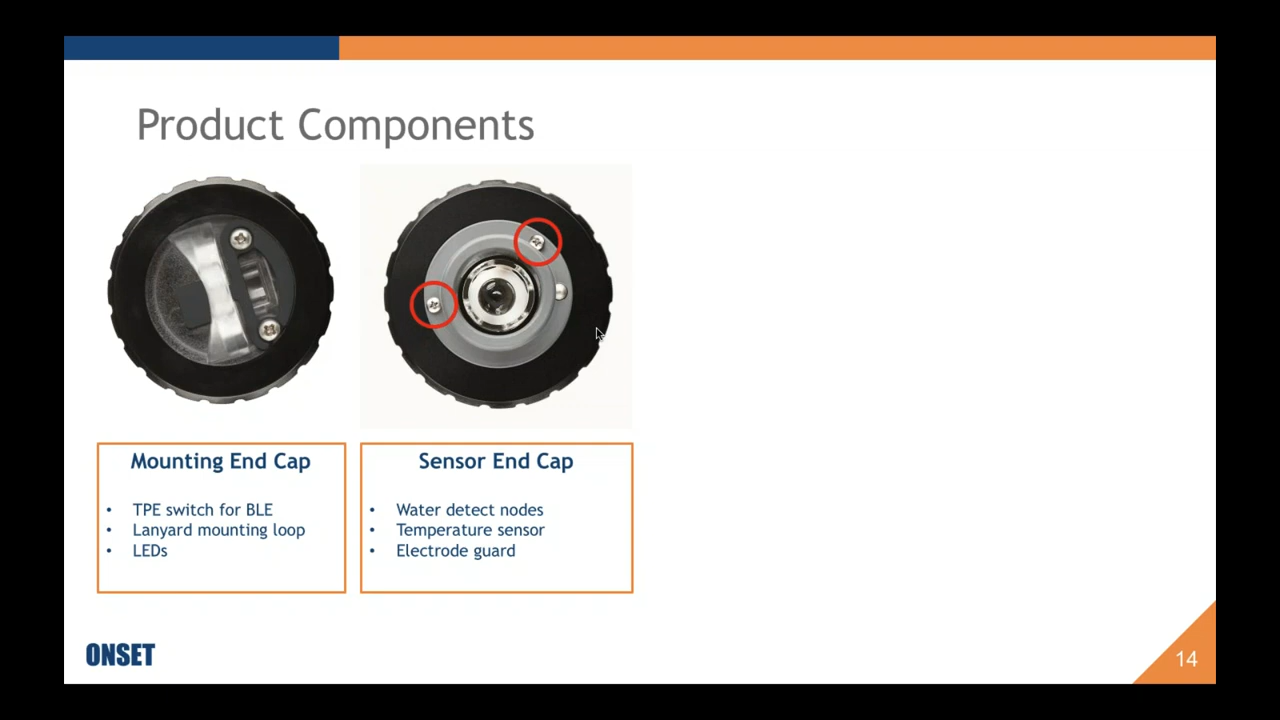 Product Components
Mounting End Cap
• TPE switch for BLE
• Lanyard mounting loop
• LEDs
Sensor End Cap
• Water detect nodes
• Temperature sensor
• Electrode guard
ONSET
14